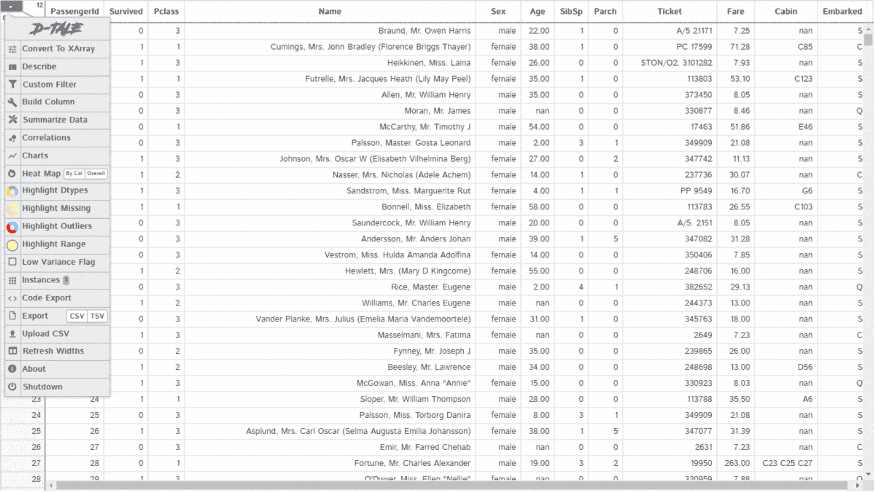 12 PassengerId Survived Pclass Name Sex Age SibSp Parch Ticket Fare Cabin Embarked
D-TALE
Convert To XArray
Describe
Custom Filter
Build Column
Summarize Data
Correlations
Charts
Heat Map By Col Overall
Highlight Dtypes
Highlight Missing
Highlight Outliers
Highlight Range
Low Variance Flag
Instances
Code Export
Export CSV TSV
Upload CSV
Refresh Widths
About
Shutdown
0 3 Braund, Mr. Owen Harris male 22.00 1 0 A/5 21171 7.25 nan S
1 1 Cumings, Mrs. John Bradley (Florence Briggs Thayer) female 38.00 1 0 PC 17599 71.28 C85 C
1 3 Heikkinen, Miss. Laina female 26.00 0 0 STON/O2. 3101282 7.93 nan S
1 1 Futrelle, Mrs. Jacques Heath (Lily May Peel) female 35.00 1 0 113803 53.10 C123 S
0 3 Allen, Mr. William Henry male 35.00 0 0 373450 8.05 nan S
0 3 Moran, Mr. James male nan 0 0 330877 8.46 nan Q
0 1 McCarthy, Mr. Timothy J male 54.00 0 0 17463 51.86 E46 S
0 3 Palsson, Master. Gosta Leonard male 2.00 3 1 349909 21.08 nan S
1 3 Johnson, Mrs. Oscar W (Elisabeth Vilhelmina Berg) female 27.00 0 2 347742 11.13 nan S
1 2 Nasser, Mrs. Nicholas (Adele Achem) female 14.00 1 0 237736 30.07 nan C
1 3 Sandstrom, Miss. Marguerite Rut female 4.00 1 1 PP 9549 16.70 G6 S
1 1 Bonnell, Miss. Elizabeth female 58.00 0 0 113783 26.55 C103 S
0 3 Saundercock, Mr. William Henry male 20.00 0 0 A/5. 2151 8.05 nan S
0 3 Andersson, Mr. Anders Johan male 39.00 1 5 347082 31.28 nan S
0 3 Vestrom, Miss. Hulda Amanda Adolfina female 14.00 0 0 350406 7.85 nan S
1 2 Hewlett, Mrs. (Mary D Kingcome) female 55.00 0 0 248706 16.00 nan S
0 3 Rice, Master. Eugene male 2.00 4 1 382652 29.13 nan Q
1 2 Williams, Mr. Charles Eugene male nan 0 0 244373 13.00 nan S
0 3 Vander Planke, Mrs. Julius (Emelia Maria Vandemoortele) female 31.00 1 0 345763 18.00 nan S
1 3 Masselmani, Mrs. Fatima female nan 0 0 2649 7.23 nan C
0 2 Fynney, Mr. Joseph J male 35.00 0 0 239865 26.00 nan S
1 2 Beesley, Mr. Lawrence male 34.00 0 0 248698 13.00 D56 S
1 3 McGowan, Miss. Anna "Annie" female 15.00 0 0 330923 8.03 nan Q
23 24 1 1 Sloper, Mr. William Thompson male 28.00 0 0 113788 35.50 A6 S
24 25 0 3 Palsson, Miss. Torborg Danira female 8.00 3 1 349909 21.08 nan S
25 26 1 3 Asplund, Mrs. Carl Oscar (Selma Augusta Emilia Johansson) female 38.00 1 5 347077 31.39 nan S
26 27 0 3 Emir, Mr. Farred Chehab male nan 0 0 2631 7.23 nan C
27 28 0 1 Fortune, Mr. Charles Alexander male 19.00 3 2 19950 263.00 C23 C25 C27 S
28 29 1 3 O'Dwyer, Miss. Ellen "Nellie" female nan 0 0 330959 7.88 nan Q